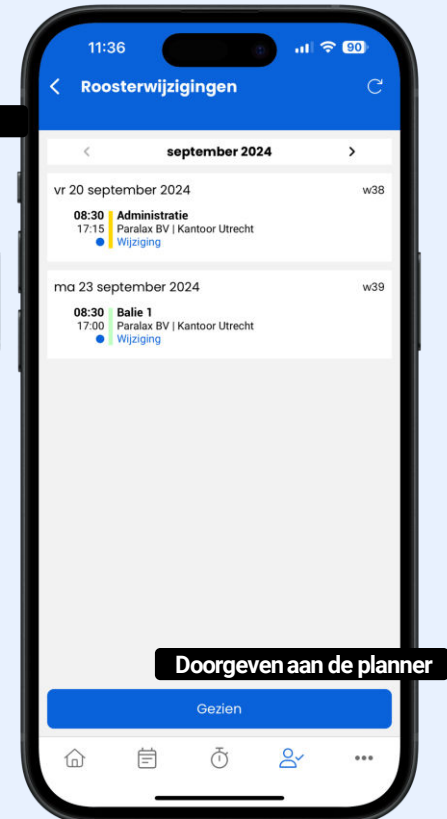 11:36
90
Roosterwijzigingen
september 2024
vr 20 september 2024 w38
08:30 Administratie
17:15 Paralax BV | Kantoor Utrecht
Wijziging
ma 23 september 2024 w39
08:30 Balie 1
17:00 Paralax BV | Kantoor Utrecht
Wijziging
Doorgeven aan de planner
Gezien